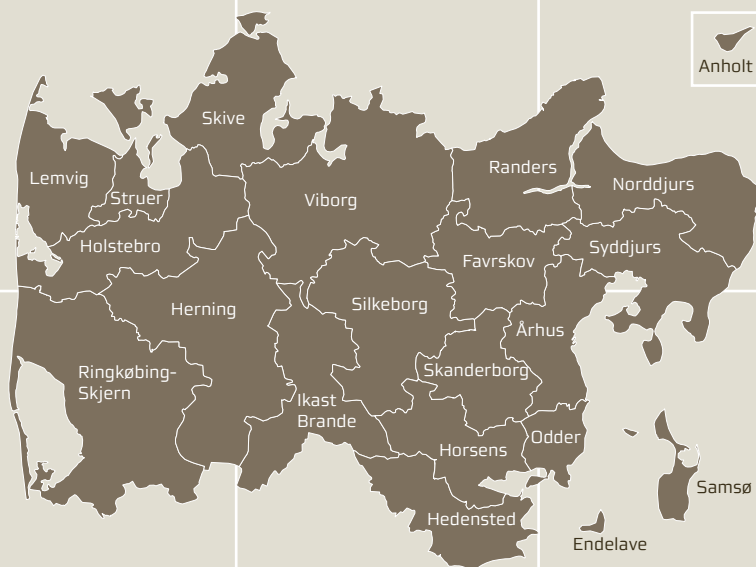 Anholt
Skive
Randers
Lemvig
Norddjurs
Struer
Viborg
Holstebro
Syddjurs
Favrskov
Silkeborg
Herning
Århus
Ringkøbing-
Skjern
Skanderborg
Ikast
Brande
Odder
Horsens
Samsø
Hedensted
Endelave